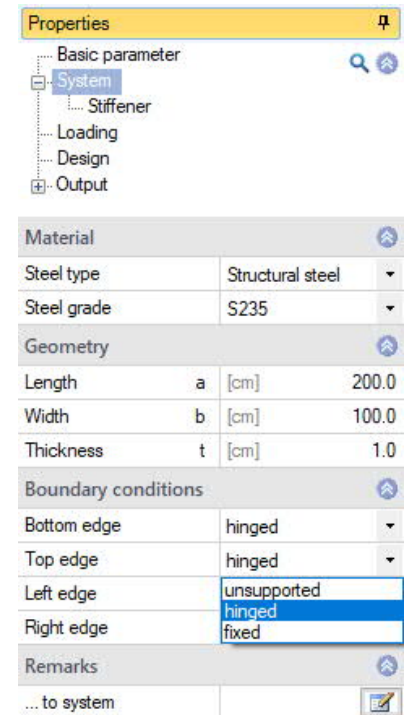 Properties
Basic parameter
System
Stiffener
Loading
Design
Output
Material
Steel type Structural steel
Steel grade S235
Geometry
Length a [cm] 200.0
Width b [cm] 100.0
Thickness t [cm] 1.0
Boundary conditions
Bottom edge hinged
Top edge hinged
Left edge unsupported
hinged
Right edge fixed
Remarks
... to system